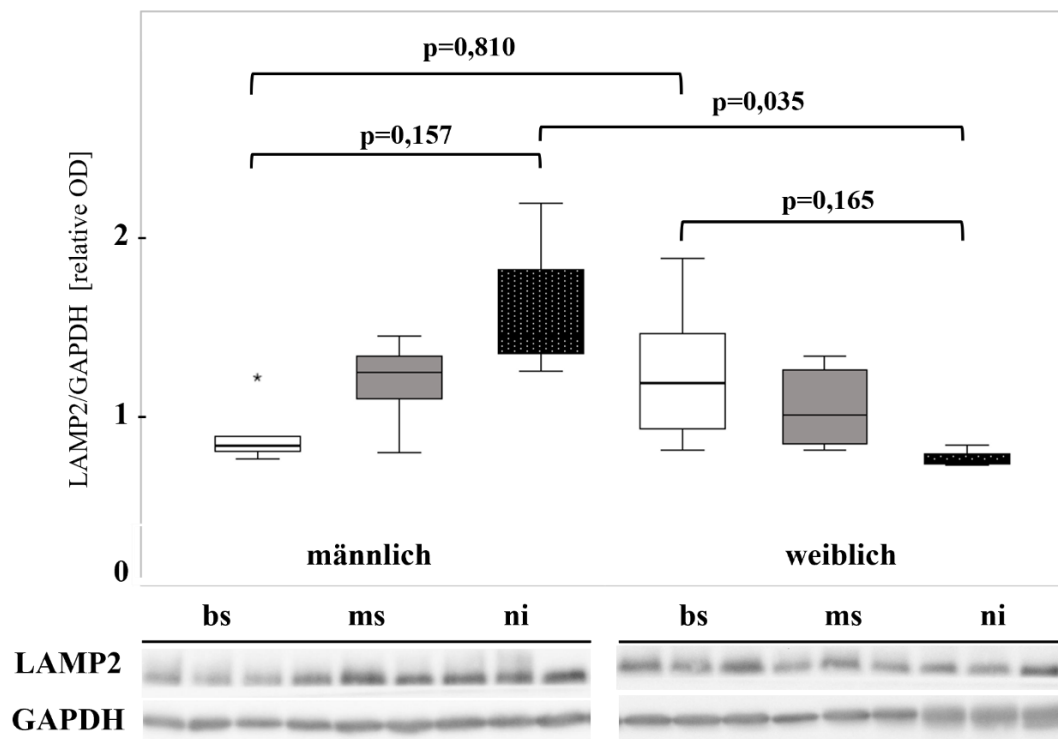 p=0,810
p=0,035
p=0,157
p=0,165
LAMP2/GAPDH [relative OD]
2
1
0
*
männlich weiblich
bs ms ni bs ms ni
LAMP2
GAPDH